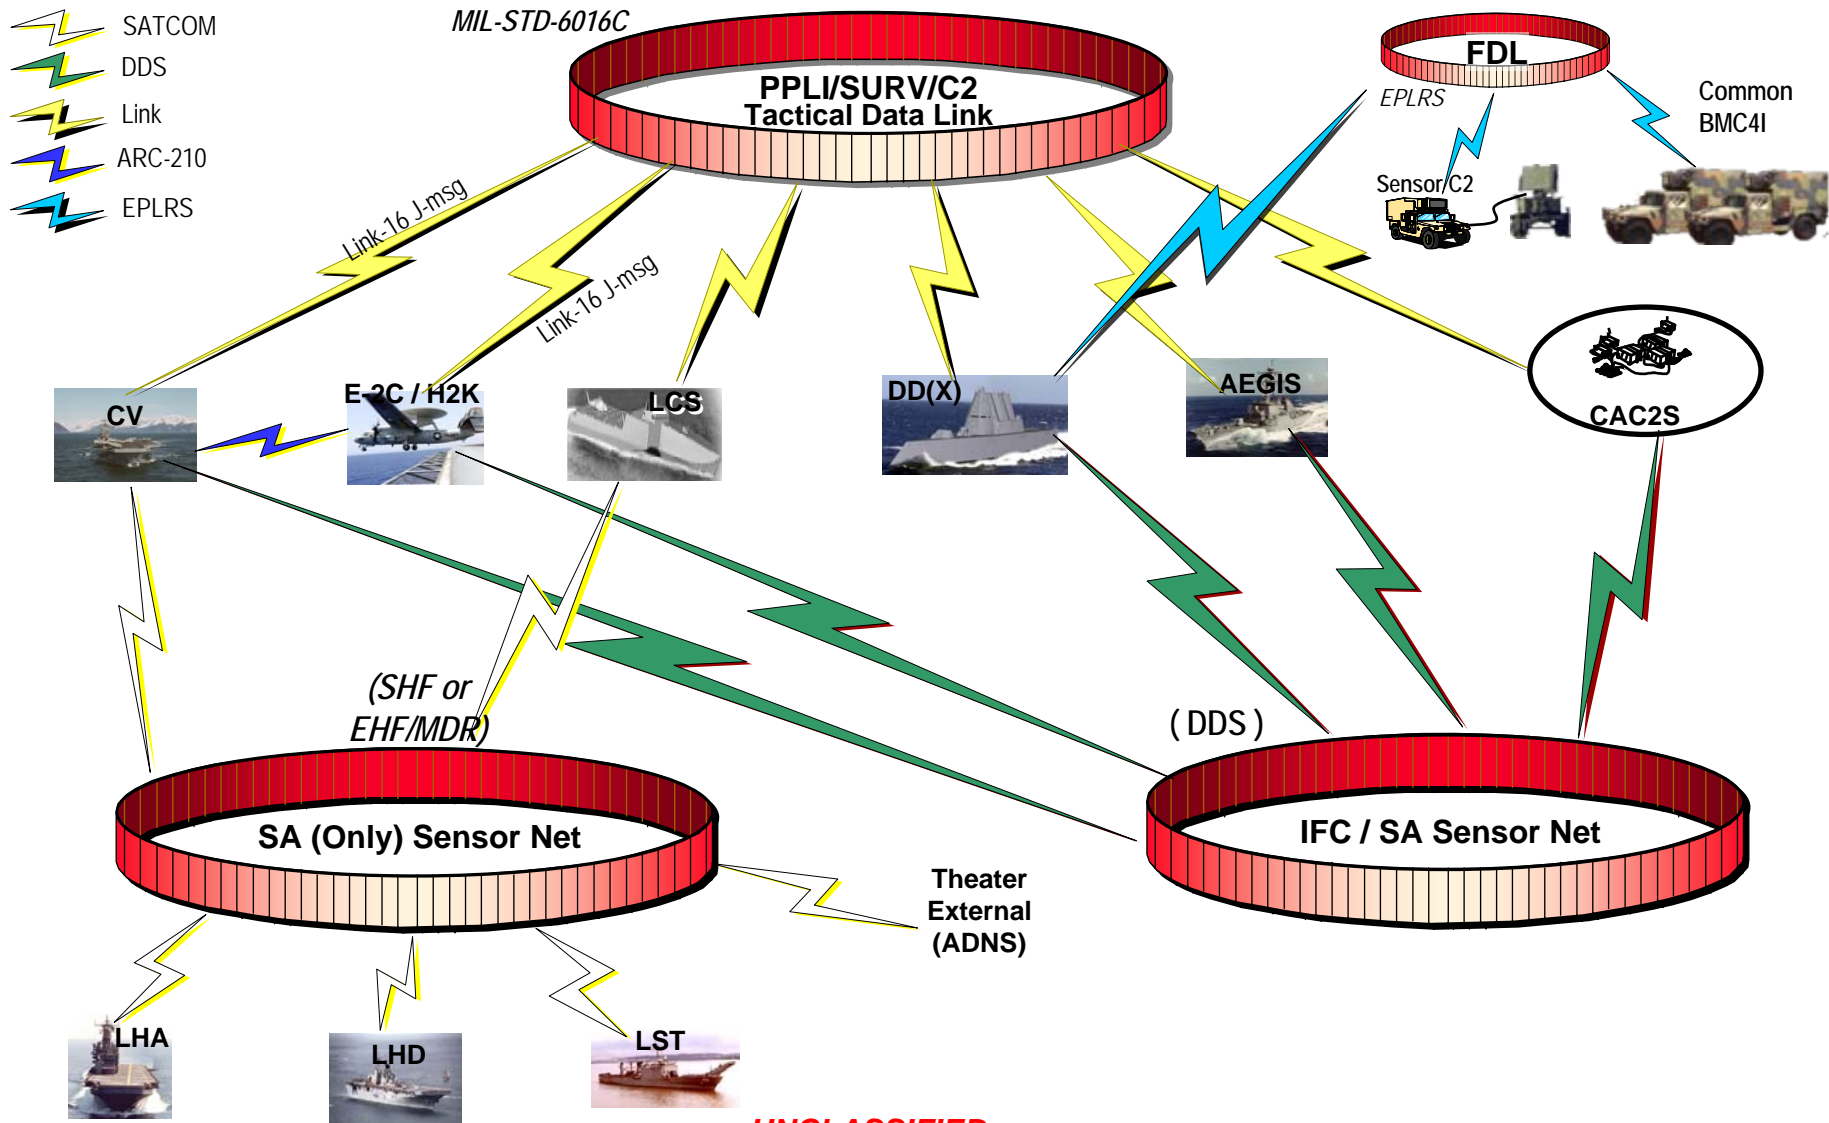 SATCOM
DDS
Link
ARC-210
EPLRS
MIL-STD-6016C
PPLI/SURV/C2
Tactical Data Link
FDL
EPLRS
Common
BMC4I
Sensor/C2
Link-16 J-msg
Link-16 J-msg
CV
E-2C / H2K
LCS
DD(X)
AEGIS
CAC2S
(SHF or
EHF/MDR)
( DDS )
SA (Only) Sensor Net
IFC / SA Sensor Net
Theater
External
(ADNS)
LHA
LHD
LST
UNCLASSIFIED